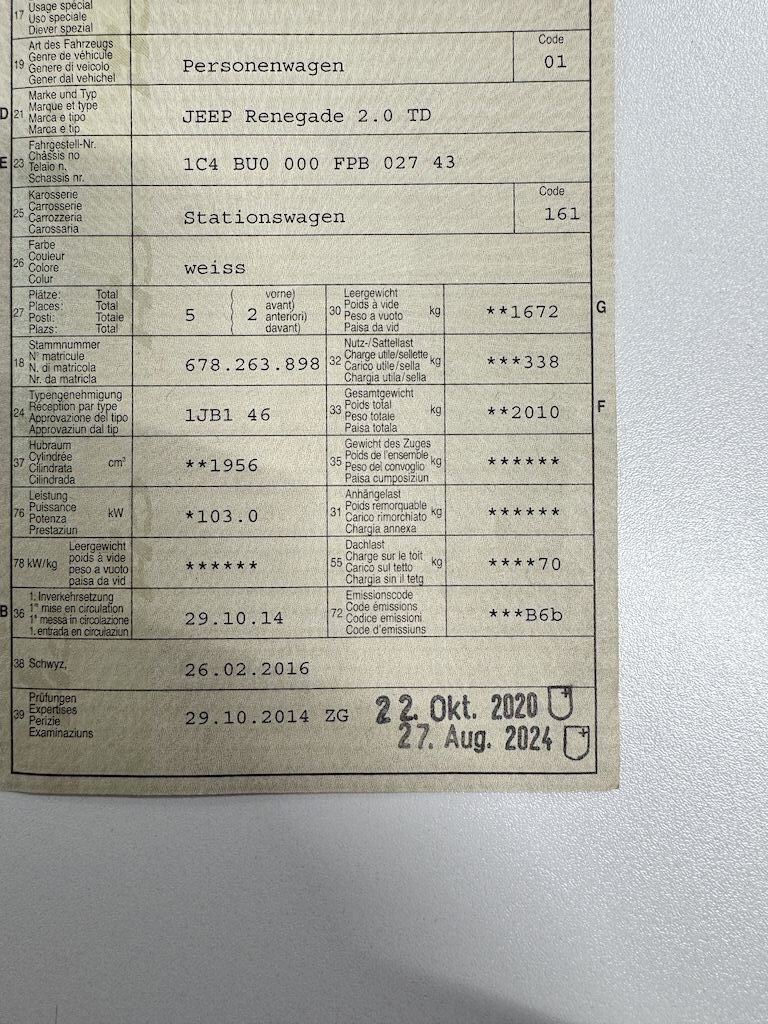 17 Usage spécial
Uso speciale
Diever spezial
19 Art des Fahrzeugs
Genre de véhicule
Genere di veicolo
Gener dal vehichel
Personenwagen
Code
01
D 21 Marke und Typ
Marque et type
Marca e tipo
Marca e tip
JEEP Renegade 2.0 TD
E 23 Fahrgestell-Nr.
Châssis no
Telaio n.
Schassis nr.
1C4 BU0 000 FPB 027 43
25 Karosserie
Carrosserie
Carrozzeria
Carossaria
Stationswagen
Code
161
26 Farbe
Couleur
Colore
Colur
weiss
27 Plätze: Total
Places: Total
Posti: Totale
Plazs: Total
5 ( 2 vorne)
avant)
anteriori)
davant)
30 Leergewicht
Poids à vide
Peso a vuoto
Paisa da vid
kg
**1672
G
18 Stammnummer
N° matricule
N. di matricola
Nr. da matricla
678.263.898
32 Nutz-/Sattellast
Charge utile/sellette
Carico utile/sella
Chargia utila/sella
kg
***338
24 Typengenehmigung
Réception par type
Approvazione del tipo
Approvaziun dal tip
1JB1 46
33 Gesamtgewicht
Poids total
Peso totale
Paisa totala
kg
**2010
F
37 Hubraum
Cylindrée
Cilindrata
Cilindrada
cm³
**1956
35 Gewicht des Zuges
Poids de l'ensemble
Peso del convoglio
Paisa cumposiziun
kg
******
76 Leistung
Puissance
Potenza
Prestaziun
kW
*103.0
31 Anhängelast
Poids remorquable
Carico rimorchiato
Chargia annexa
kg
******
78 kW/kg Leergewicht
poids à vide
peso a vuoto
paisa da vid
******
55 Dachlast
Charge sur le toit
Carico sul tetto
Chargia sin il tetg
kg
****70
B 36 1. Inverkehrsetzung
1re mise en circulation
1a messa in circolazione
1. entrada en circulaziun
29.10.14
72 Emissionscode
Code émissions
Codice emissioni
Code d'emissiuns
***B6b
38 Schwyz,
26.02.2016
39 Prüfungen
Expertises
Perizie
Examinaziuns
29.10.2014 ZG
22. Okt. 2020
27. Aug. 2024